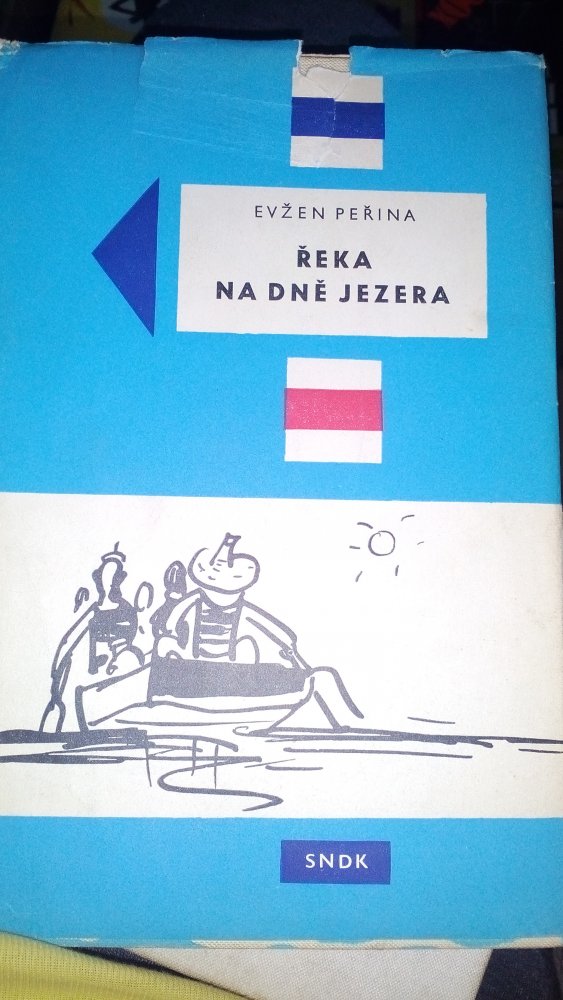 EVŽEN PEŘINA
ŘEKA
NA DNĚ JEZERA
SNDK